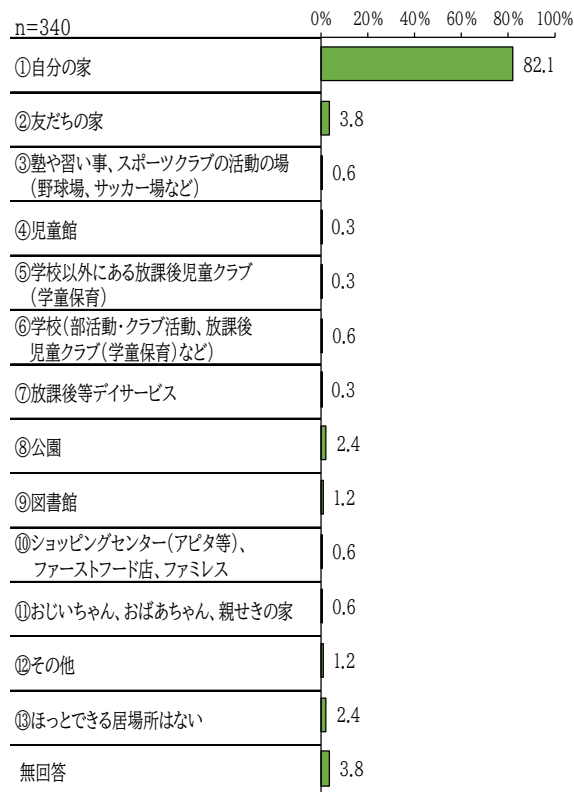 n=340
0% 20% 40% 60% 80% 100%
①自分の家 82.1
②友だちの家 3.8
③塾や習い事、スポーツクラブの活動の場
(野球場、サッカー場など) 0.6
④児童館 0.3
⑤学校以外にある放課後児童クラブ
(学童保育) 0.3
⑥学校(部活動・クラブ活動、放課後
児童クラブ(学童保育)など) 0.6
⑦放課後等デイサービス 0.3
⑧公園 2.4
⑨図書館 1.2
⑩ショッピングセンター(アピタ等)、
ファーストフード店、ファミレス 0.6
⑪おじいちゃん、おばあちゃん、親せきの家 0.6
⑫その他 1.2
⑬ほっとできる居場所はない 2.4
無回答 3.8